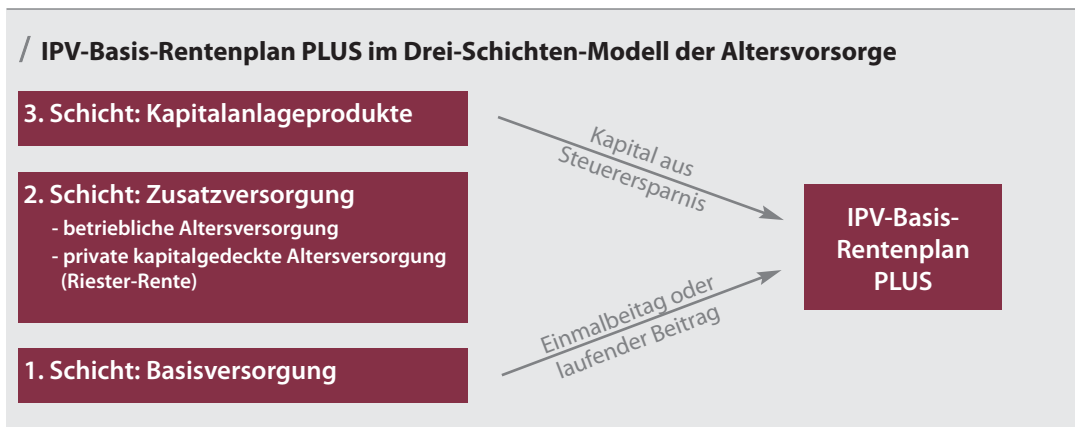 / IPV-Basis-Rentenplan PLUS im Drei-Schichten-Modell der Altersvorsorge
3. Schicht: Kapitalanlageprodukte
2. Schicht: Zusatzversorgung
- betriebliche Altersversorgung
- private kapitalgedeckte Altersversorgung
(Riester-Rente)
1. Schicht: Basisversorgung
Kapital aus
Steuerersparnis
Einmalbeitag oder
laufender Beitrag
IPV-Basis-
Rentenplan
PLUS